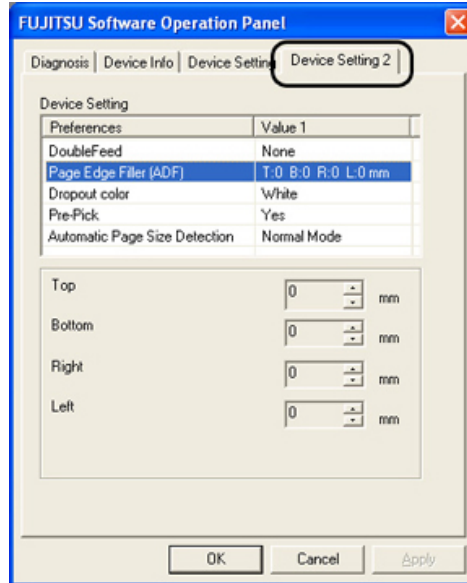 FUJITSU Software Operation Panel
Diagnosis Device Info Device Setting Device Setting 2
Device Setting
Preferences Value 1
DoubleFeed None
Page Edge Filler (ADF) T:0 B:0 R:0 L:0 mm
Dropout color White
Pre-Pick Yes
Automatic Page Size Detection Normal Mode
Top 0 mm
Bottom 0 mm
Right 0 mm
Left 0 mm
OK Cancel Apply